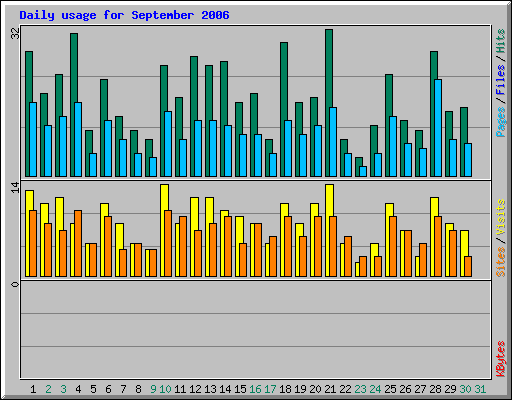 Daily usage for September 2006
32
Pages / Files / Hits
14
Sites / Visits
0
KBytes
1 2 3 4 5 6 7 8 9 10 11 12 13 14 15 16 17 18 19 20 21 22 23 24 25 26 27 28 29 30 31